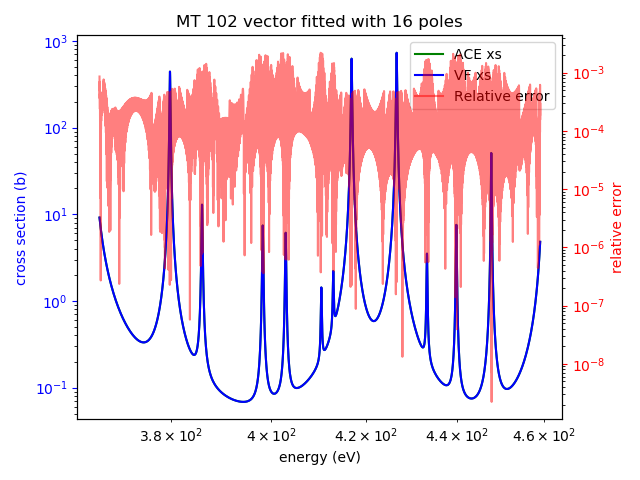 MT 102 vector fitted with 16 poles
10³
10²
10¹
10⁰
10⁻¹
cross section (b)
ACE xs
VF xs
Relative error
10⁻³
10⁻⁴
10⁻⁵
10⁻⁶
10⁻⁷
10⁻⁸
relative error
3.8 × 10²
4 × 10²
4.2 × 10²
4.4 × 10²
4.6 × 10²
energy (eV)